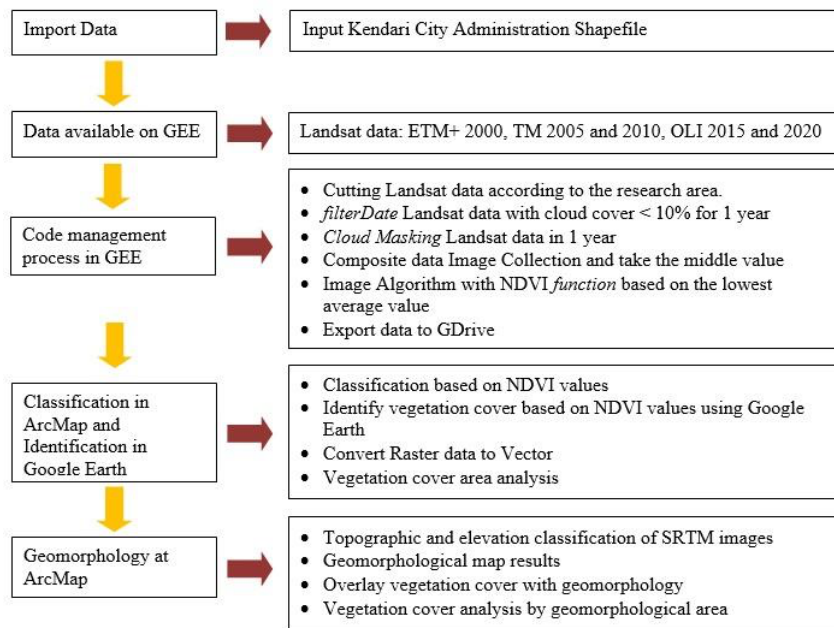 Import Data
Input Kendari City Administration Shapefile
Data available on GEE
Landsat data: ETM+ 2000, TM 2005 and 2010, OLI 2015 and 2020
Code management
process in GEE
• Cutting Landsat data according to the research area.
• filterDate Landsat data with cloud cover < 10% for 1 year
• Cloud Masking Landsat data in 1 year
• Composite data Image Collection and take the middle value
• Image Algorithm with NDVI function based on the lowest
average value
• Export data to GDrive
Classification in
ArcMap and
Identification in
Google Earth
• Classification based on NDVI values
• Identify vegetation cover based on NDVI values using Google
Earth
• Convert Raster data to Vector
• Vegetation cover area analysis
Geomorphology at
ArcMap
• Topographic and elevation classification of SRTM images
• Geomorphological map results
• Overlay vegetation cover with geomorphology
• Vegetation cover analysis by geomorphological area